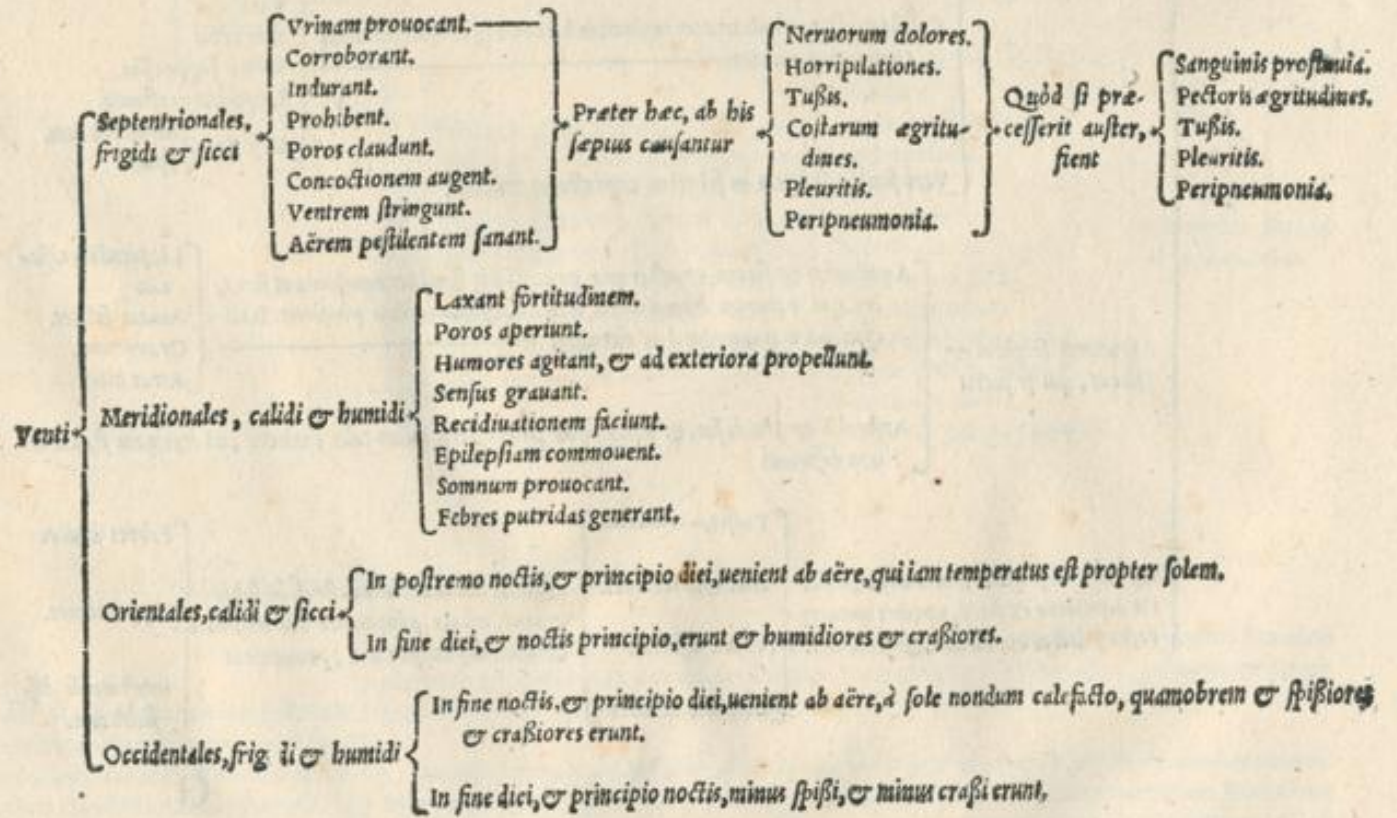 Venti
Septentrionales,
frigidi & sicci
Vrinam prouocant.
Corroborant.
Indurant.
Prohibent.
Poros claudunt.
Concoctionem augent.
Ventrem stringunt.
Aërem pestilentem sanant.
Præter hæc, ab his
sæpius causantur
Neruorum dolores.
Horripilationes.
Tußis.
Costarum ægritu-
dines.
Pleuritis.
Peripneumonia.
Quòd si præ-
cesserit auster,
fient
Sanguinis profluuia.
Pectoris ægritudines.
Tußis.
Pleuritis.
Peripneumonia.
Meridionales, calidi & humidi
Laxant fortitudinem.
Poros aperiunt.
Humores agitant, & ad exteriora propellunt.
Sensus grauant.
Recidiuationem faciunt.
Epilepsiam commouent.
Somnum prouocant.
Febres putridas generant.
Orientales, calidi & sicci
In postremo noctis, & principio diei, uenient ab aëre, qui iam temperatus est propter solem.
In fine diei, & noctis principio, erunt & humidiores & craßiores.
Occidentales, frig di & humidi
In fine noctis, & principio diei, uenient ab aëre, à sole nondum calefacto, quamobrem & spißiores
& craßiores erunt.
In fine diei, & principio noctis, minus spißi, & minus craßi erunt.